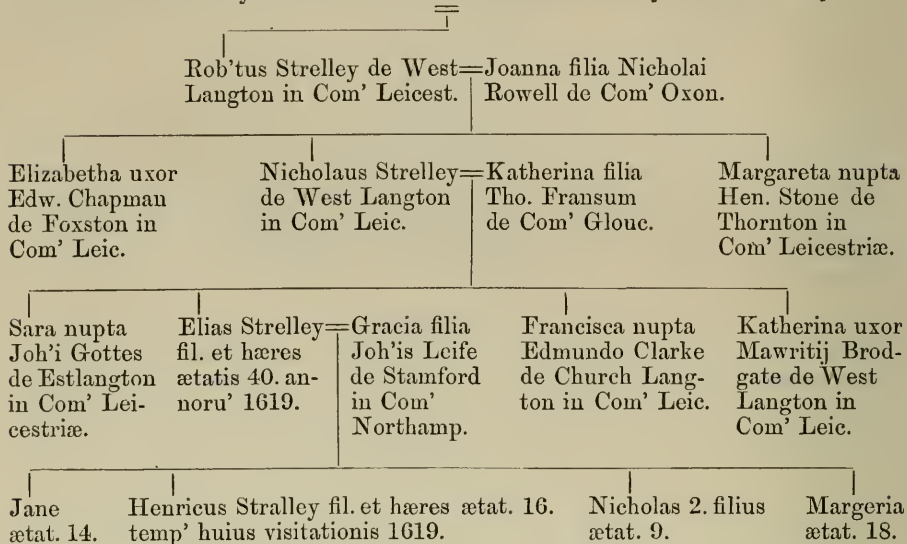 Rob'tus Strelley de West=Joanna filia Nicholai
Langton in Com' Leicest. Rowell de Com' Oxon.
Elizabetha uxor
Edw. Chapman
de Foxston in
Com' Leic.
Nicholaus Strelley=Katherina filia
de West Langton Tho. Fransum
in Com' Leic. de Com' Glouc.
Margareta nupta
Hen. Stone de
Thornton in
Com' Leicestriæ.
Sara nupta
Joh'i Gottes
de Estlangton
in Com' Lei-
cestriæ.
Elias Strelley=Gracia filia
fil. et hæres Joh'is Leife
ætatis 40. an- de Stamford
noru' 1619. in Com'
Northamp.
Francisca nupta
Edmundo Clarke
de Church Lang-
ton in Com' Leic.
Katherina uxor
Mawritij Brod-
gate de West
Langton in
Com' Leic.
Jane
ætat. 14.
Henricus Stralley fil. et hæres ætat. 16.
temp' huius visitationis 1619.
Nicholas 2. filius
ætat. 9.
Margeria
ætat. 18.